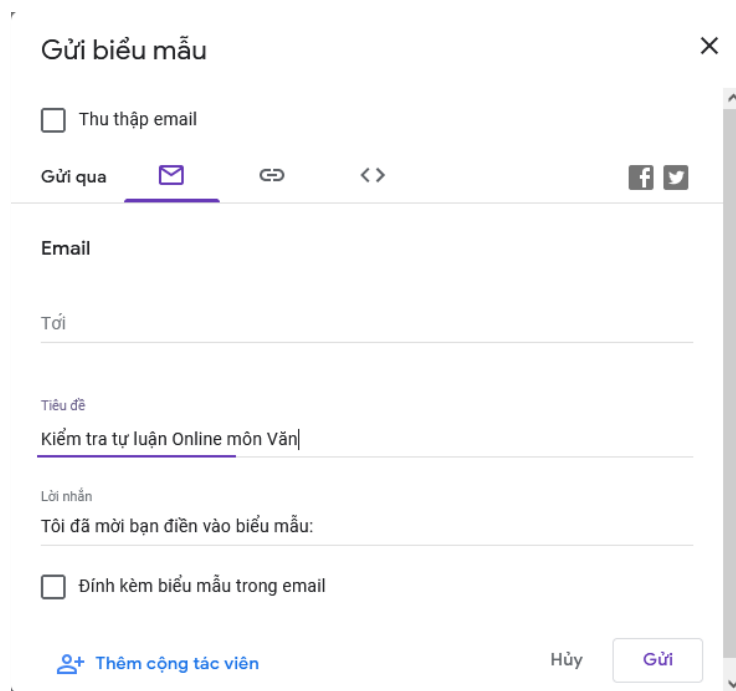 Gửi biểu mẫu
Thu thập email
Gửi qua
Email
Tới
Tiêu đề
Kiểm tra tự luận Online môn Văn
Lời nhắn
Tôi đã mời bạn điền vào biểu mẫu:
Đính kèm biểu mẫu trong email
Thêm cộng tác viên
Hủy
Gửi